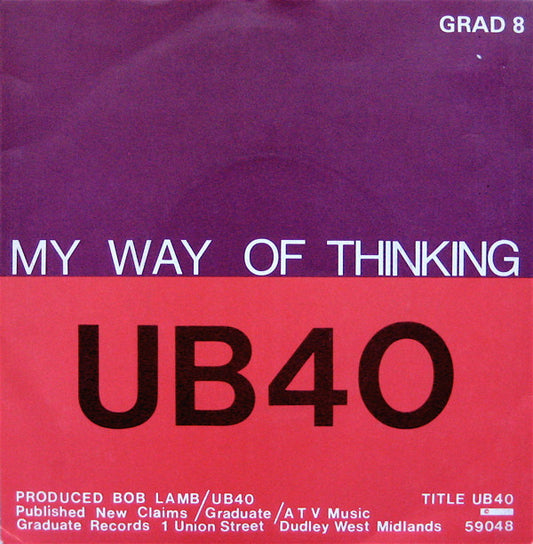 GRAD 8
MY WAY OF THINKING
UB40
PRODUCED BOB LAMB/UB40 TITLE UB40
Published New Claims/Graduate/ATV Music
Graduate Records 1 Union Street/Dudley West Midlands 59048